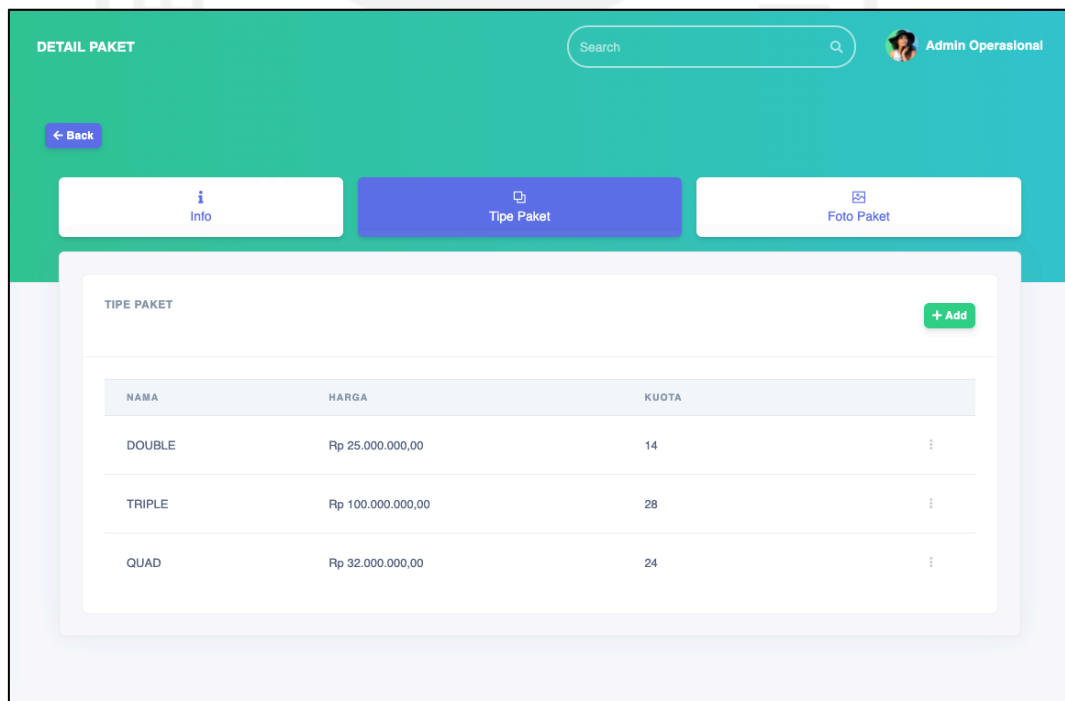 DETAIL PAKET
Search
Admin Operasional
Back
Info
Tipe Paket
Foto Paket
TIPE PAKET
+ Add
NAMA HARGA KUOTA
DOUBLE Rp 25.000.000,00 14
TRIPLE Rp 100.000.000,00 28
QUAD Rp 32.000.000,00 24